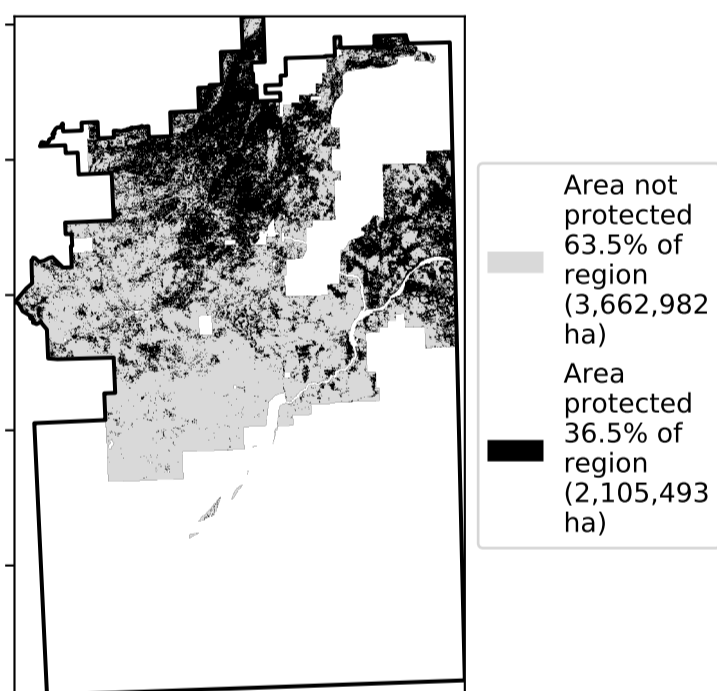 Area not
protected
63.5% of
region
(3,662,982
ha)
Area
protected
36.5% of
region
(2,105,493
ha)